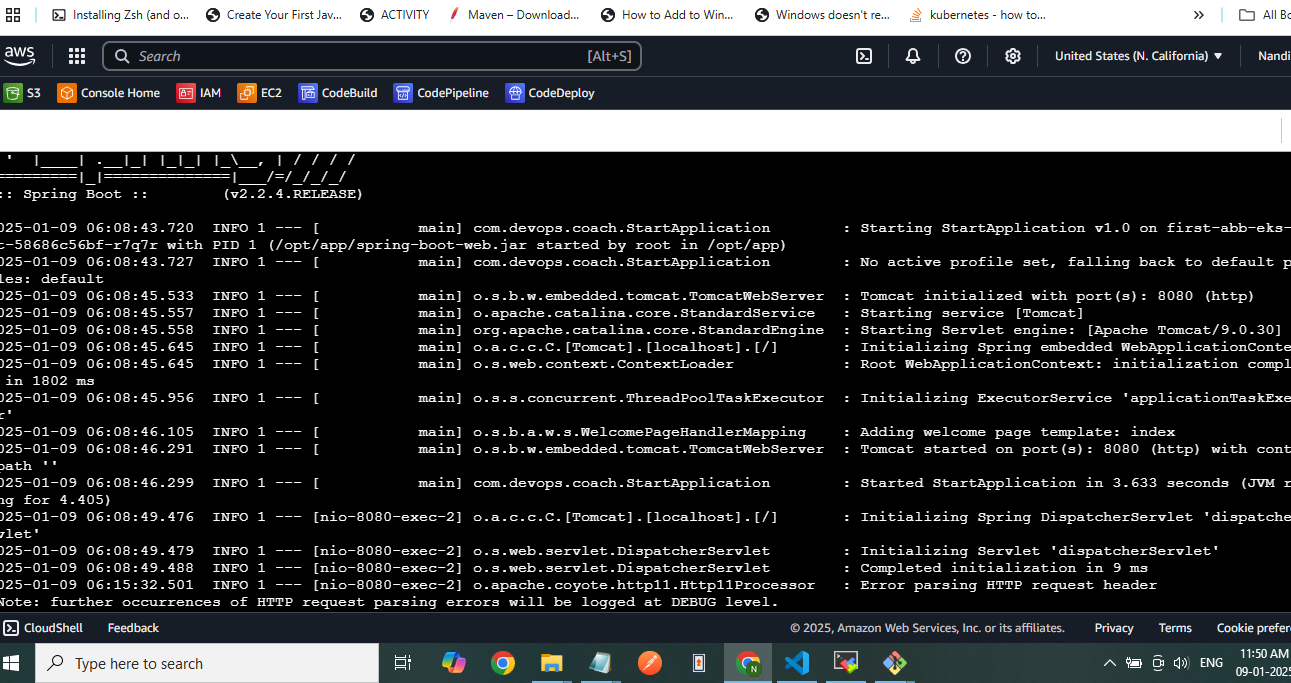 Installing Zsh (and o... Create Your First Jav... ACTIVITY Maven – Download... How to Add to Win... Windows doesn't re... kubernetes - how to... » All Bo
aws Search [Alt+S] United States (N. California) ▼ Nandi
S3 Console Home IAM EC2 CodeBuild CodePipeline CodeDeploy
' |____| .__|_| |_|_| |_\__, | / / / /
=========|_|==============|___/=/_/_/_/
:: Spring Boot :: (v2.2.4.RELEASE)
025-01-09 06:08:43.720 INFO 1 --- [ main] com.devops.coach.StartApplication : Starting StartApplication v1.0 on first-abb-eks-
t-58686c56bf-r7q7r with PID 1 (/opt/app/spring-boot-web.jar started by root in /opt/app)
025-01-09 06:08:43.727 INFO 1 --- [ main] com.devops.coach.StartApplication : No active profile set, falling back to default p
les: default
025-01-09 06:08:45.533 INFO 1 --- [ main] o.s.b.w.embedded.tomcat.TomcatWebServer : Tomcat initialized with port(s): 8080 (http)
025-01-09 06:08:45.557 INFO 1 --- [ main] o.apache.catalina.core.StandardService : Starting service [Tomcat]
025-01-09 06:08:45.558 INFO 1 --- [ main] org.apache.catalina.core.StandardEngine : Starting Servlet engine: [Apache Tomcat/9.0.30]
025-01-09 06:08:45.645 INFO 1 --- [ main] o.a.c.c.C.[Tomcat].[localhost].[/] : Initializing Spring embedded WebApplicationConte
025-01-09 06:08:45.645 INFO 1 --- [ main] o.s.web.context.ContextLoader : Root WebApplicationContext: initialization compl
in 1802 ms
025-01-09 06:08:45.956 INFO 1 --- [ main] o.s.s.concurrent.ThreadPoolTaskExecutor : Initializing ExecutorService 'applicationTaskExe
r'
025-01-09 06:08:46.105 INFO 1 --- [ main] o.s.b.a.w.s.WelcomePageHandlerMapping : Adding welcome page template: index
025-01-09 06:08:46.291 INFO 1 --- [ main] o.s.b.w.embedded.tomcat.TomcatWebServer : Tomcat started on port(s): 8080 (http) with cont
path ''
025-01-09 06:08:46.299 INFO 1 --- [ main] com.devops.coach.StartApplication : Started StartApplication in 3.633 seconds (JVM r
ng for 4.405)
025-01-09 06:08:49.476 INFO 1 --- [nio-8080-exec-2] o.a.c.c.C.[Tomcat].[localhost].[/] : Initializing Spring DispatcherServlet 'dispatche
vlet'
025-01-09 06:08:49.479 INFO 1 --- [nio-8080-exec-2] o.s.web.servlet.DispatcherServlet : Initializing Servlet 'dispatcherServlet'
025-01-09 06:08:49.488 INFO 1 --- [nio-8080-exec-2] o.s.web.servlet.DispatcherServlet : Completed initialization in 9 ms
025-01-09 06:15:32.501 INFO 1 --- [nio-8080-exec-2] o.apache.coyote.http11.Http11Processor : Error parsing HTTP request header
Note: further occurrences of HTTP request parsing errors will be logged at DEBUG level.
CloudShell Feedback © 2025, Amazon Web Services, Inc. or its affiliates. Privacy Terms Cookie prefer
Type here to search ENG 11:50 AM
09-01-2025